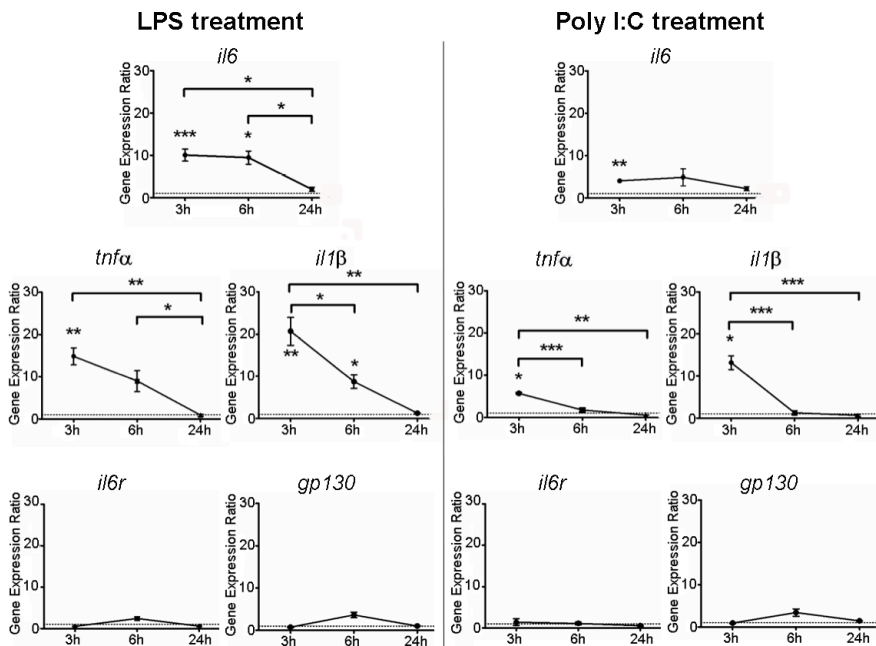 LPS treatment
Poly I:C treatment
il6
Gene Expression Ratio
30
20
10
0
3h
6h
24h
***
*
*
*
il6
Gene Expression Ratio
30
20
10
0
3h
6h
24h
**
tnfα
Gene Expression Ratio
30
20
10
0
3h
6h
24h
**
**
*
il1β
Gene Expression Ratio
30
20
10
0
3h
6h
24h
**
*
**
*
tnfα
Gene Expression Ratio
30
20
10
0
3h
6h
24h
**
***
*
il1β
Gene Expression Ratio
30
20
10
0
3h
6h
24h
***
***
*
il6r
Gene Expression Ratio
30
20
10
0
3h
6h
24h
gp130
Gene Expression Ratio
30
20
10
0
3h
6h
24h
il6r
Gene Expression Ratio
30
20
10
0
3h
6h
24h
gp130
Gene Expression Ratio
30
20
10
0
3h
6h
24h